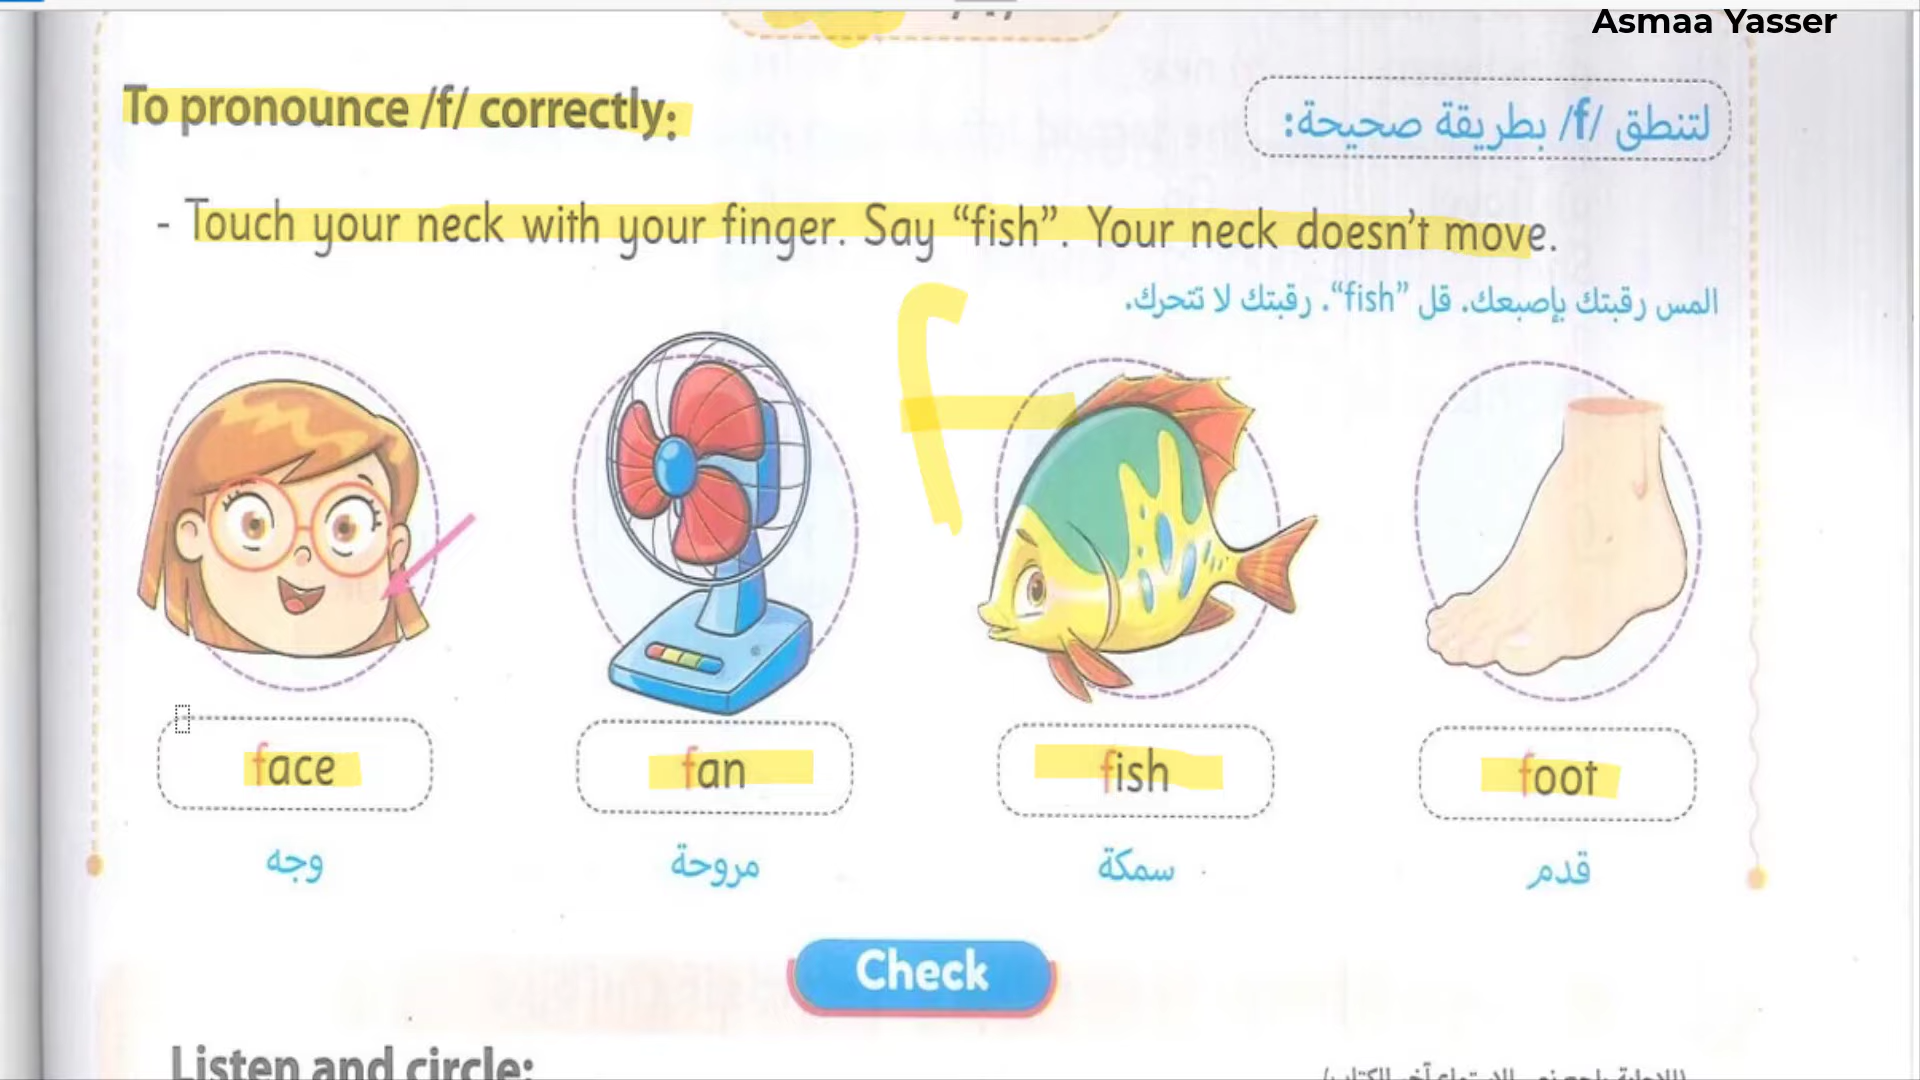 Asmaa Yasser
To pronounce /f/ correctly:
لتنطق /f/ بطريقة صحيحة:
- Touch your neck with your finger. Say “fish”. Your neck doesn’t move.
المس رقبتك بإصبعك. قل “fish”. رقبتك لا تتحرك.
f
face
fan
fish
foot
وجه
مروحة
سمكة
قدم
Check
Listen and circle: